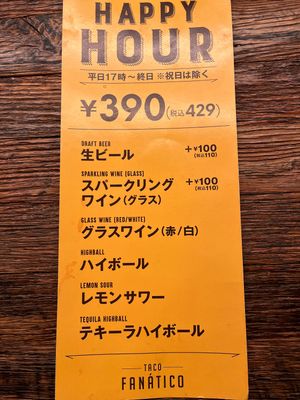 HAPPY
HOUR
平日17時〜終日 ※祝日は除く
¥390(税込429)
DRAFT BEER
生ビール +¥100
(税込110)
SPARKLING WINE [GLASS]
スパークリング +¥100
ワイン(グラス) (税込110)
GLASS WINE [RED/WHITE]
グラスワイン(赤/白)
HIGHBALL
ハイボール
LEMON SOUR
レモンサワー
TEQUILA HIGHBALL
テキーラハイボール
TACO
FANÁTICO